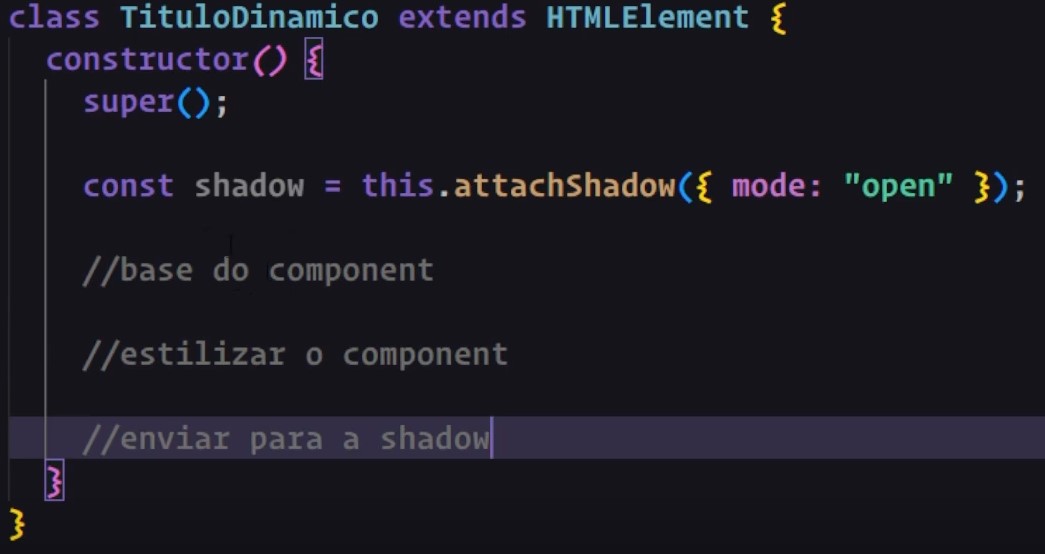 class TituloDinamico extends HTMLElement {
constructor() {
super();
const shadow = this.attachShadow({ mode: "open" });
//base do component
//estilizar o component
//enviar para a shadow
}
}